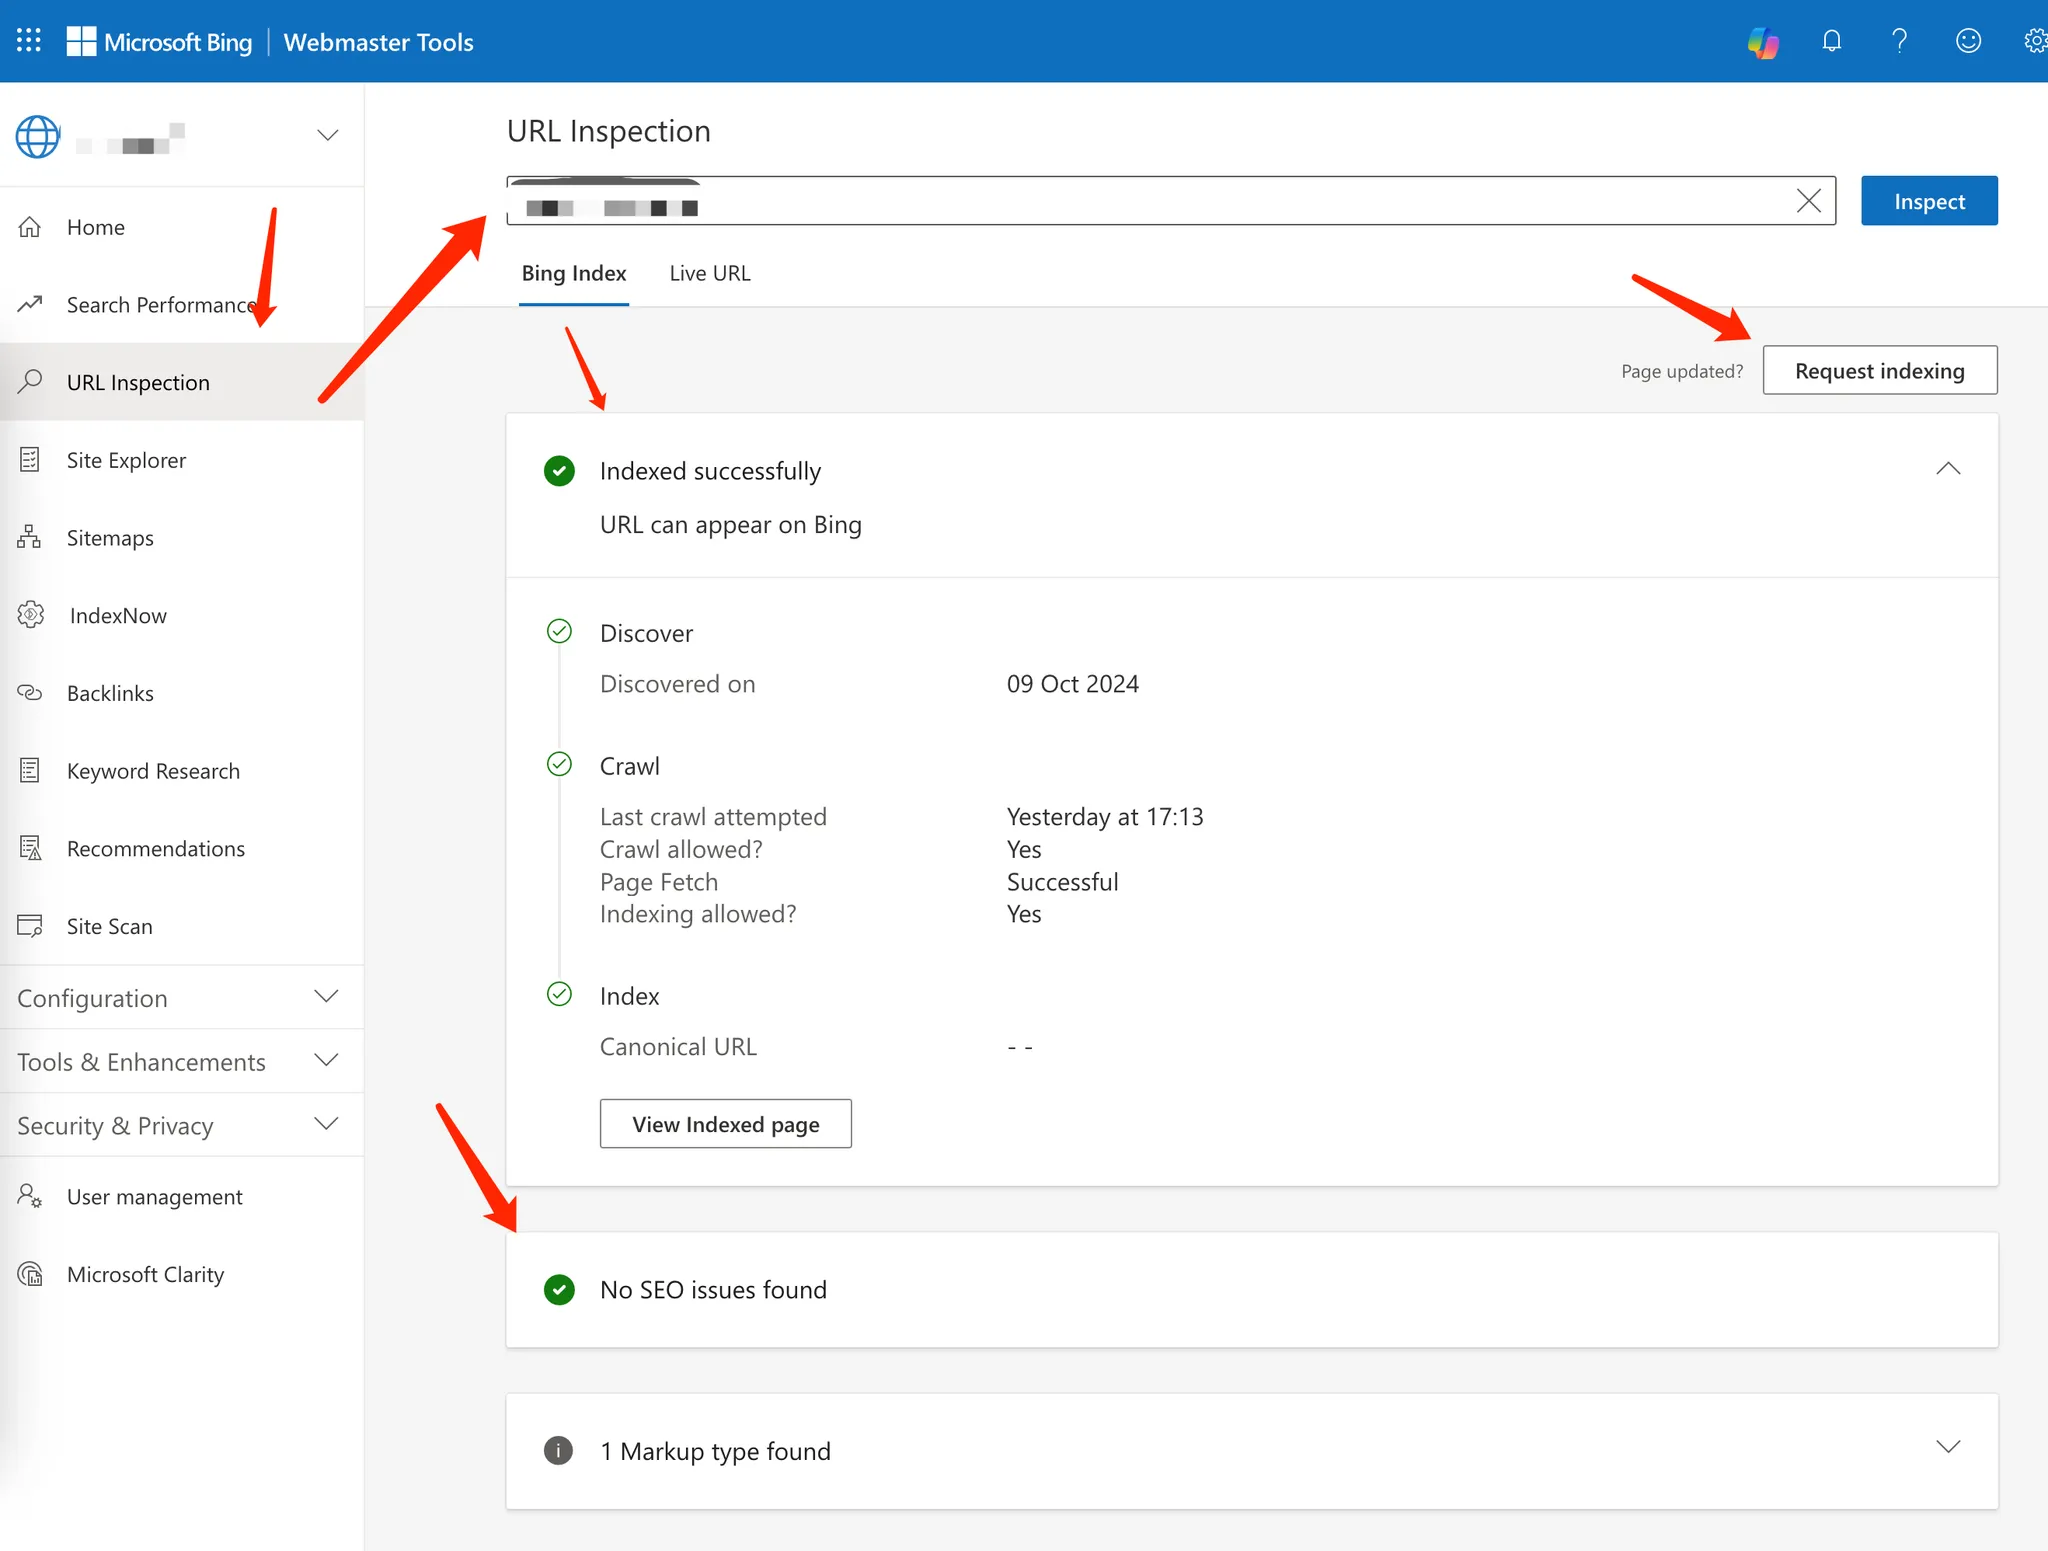 Microsoft Bing | Webmaster Tools
Home
Search Performance
URL Inspection
Site Explorer
Sitemaps
IndexNow
Backlinks
Keyword Research
Recommendations
Site Scan
Configuration
Tools & Enhancements
Security & Privacy
User management
Microsoft Clarity
URL Inspection
Inspect
Bing Index Live URL
Page updated? Request indexing
Indexed successfully
URL can appear on Bing
Discover
Discovered on 09 Oct 2024
Crawl
Last crawl attempted Yesterday at 17:13
Crawl allowed? Yes
Page Fetch Successful
Indexing allowed? Yes
Index
Canonical URL - -
View Indexed page
No SEO issues found
1 Markup type found